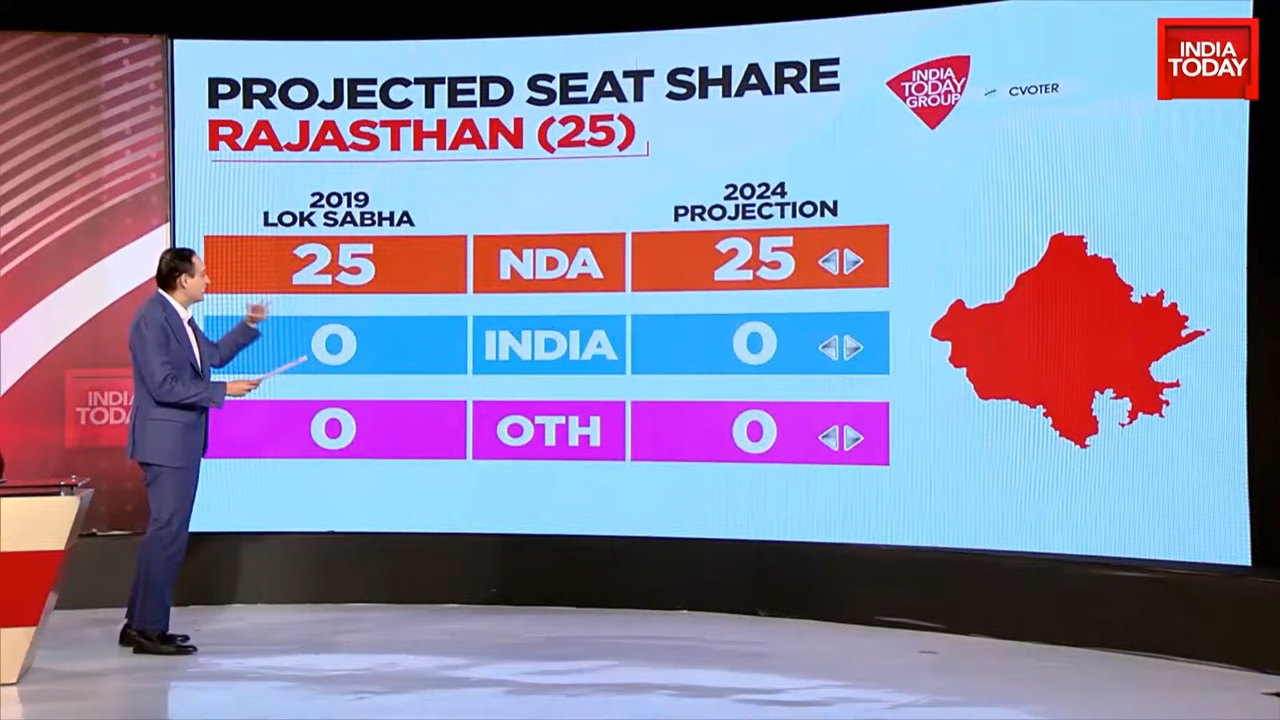 PROJECTED SEAT SHARE
RAJASTHAN (25)
INDIA
TODAY
GROUP
CVOTER
INDIA
TODAY
2019
LOK SABHA
2024
PROJECTION
25 NDA 25
0 INDIA 0
0 OTH 0
INDIA
TODAY